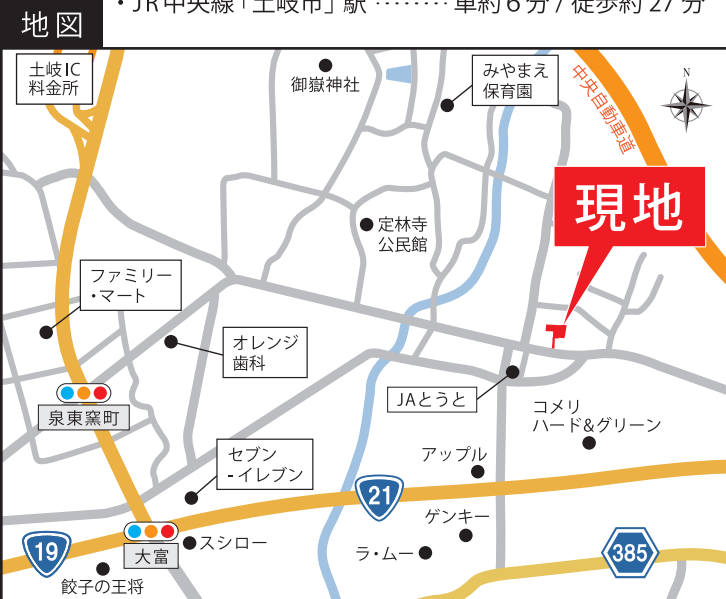 ・JR中央線「土岐市」駅 ……… 車約6分 / 徒歩約27分
地図
土岐IC
料金所
御嶽神社
みやまえ
保育園
中央自動車道
N
現地
定林寺
公民館
ファミリー
・マート
オレンジ
歯科
JAとうと
コメリ
ハード&グリーン
泉東窯町
セブン
-イレブン
アップル
21
ゲンキー
19
大富
スシロー
ラ・ムー
385
餃子の王将